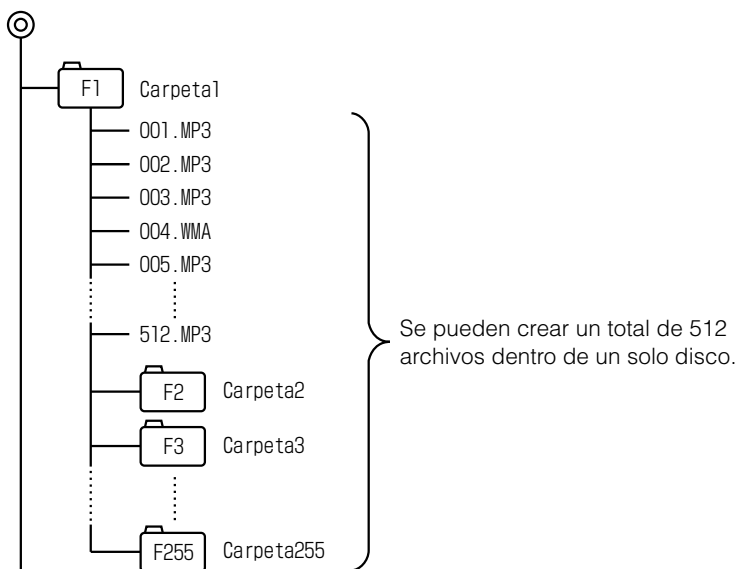 F1 Carpeta1
001.MP3
002.MP3
003.MP3
004.WMA
005.MP3
512.MP3
Se pueden crear un total de 512
archivos dentro de un solo disco.
F2 Carpeta2
F3 Carpeta3
F255 Carpeta255